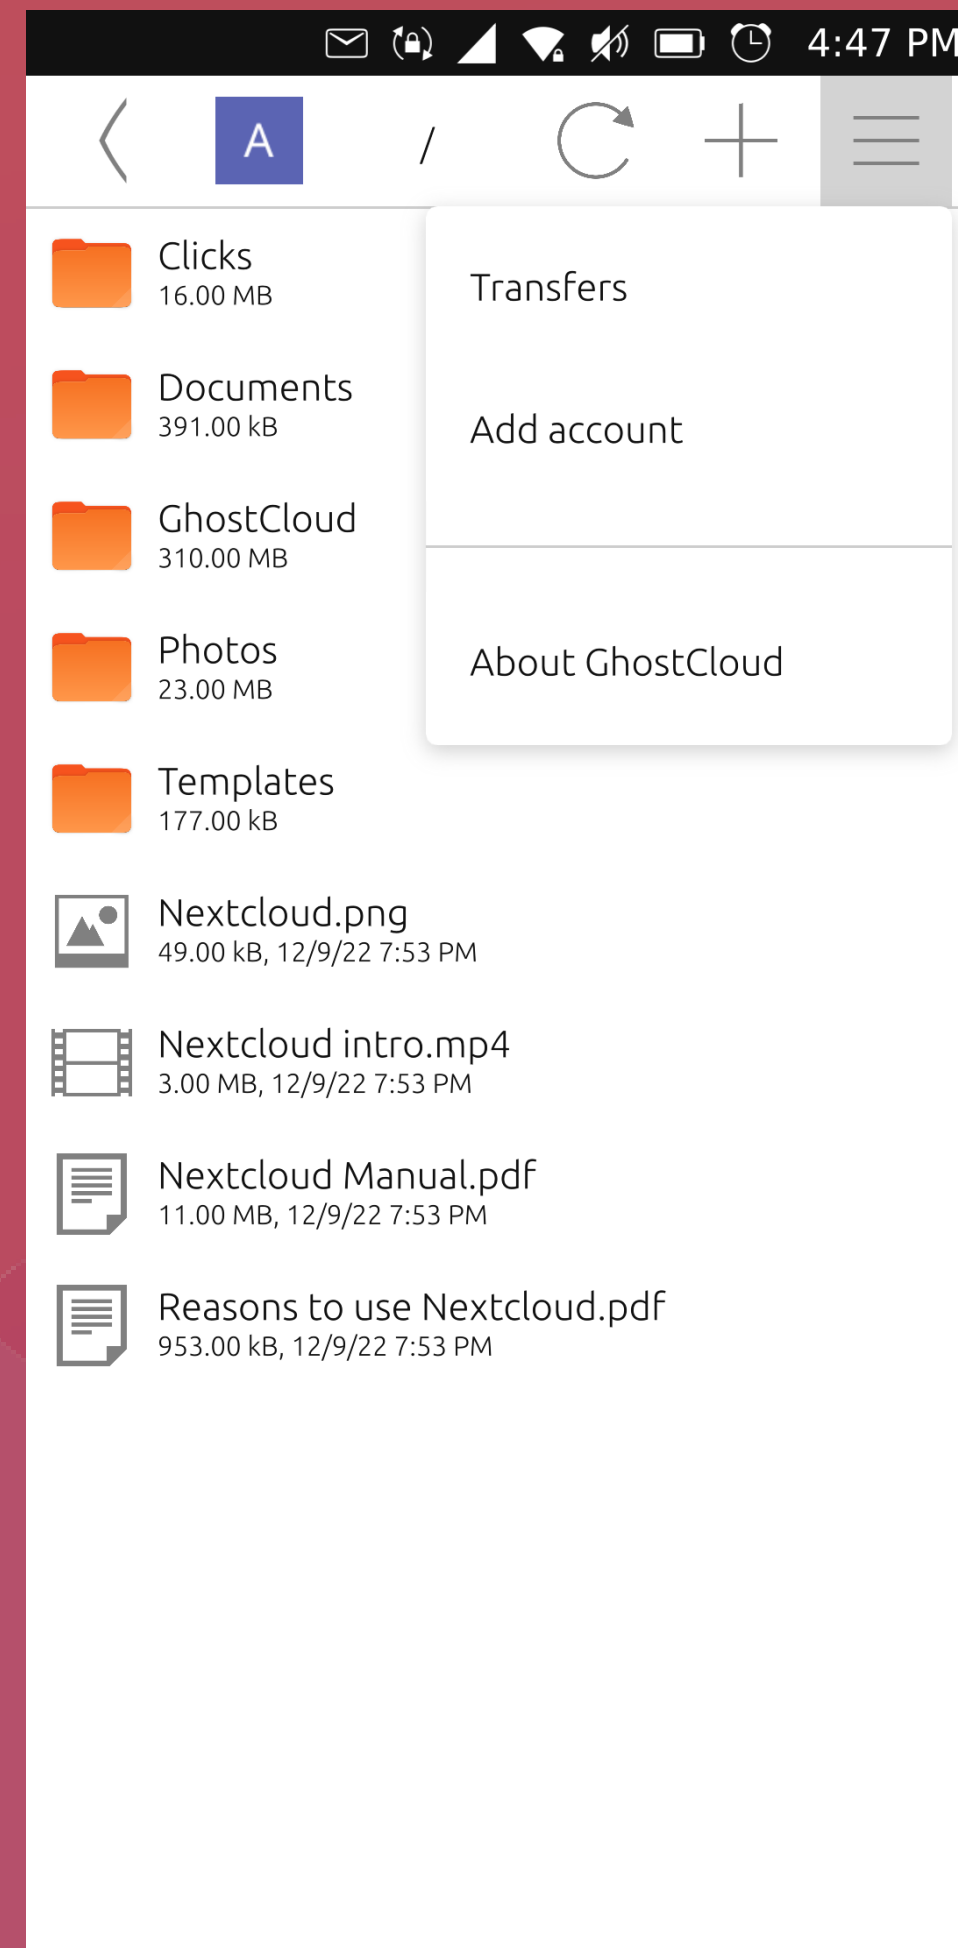 4:47 PM
A
/
Clicks
16.00 MB
Documents
391.00 kB
GhostCloud
310.00 MB
Photos
23.00 MB
Templates
177.00 kB
Nextcloud.png
49.00 kB, 12/9/22 7:53 PM
Nextcloud intro.mp4
3.00 MB, 12/9/22 7:53 PM
Nextcloud Manual.pdf
11.00 MB, 12/9/22 7:53 PM
Reasons to use Nextcloud.pdf
953.00 kB, 12/9/22 7:53 PM
Transfers
Add account
About GhostCloud